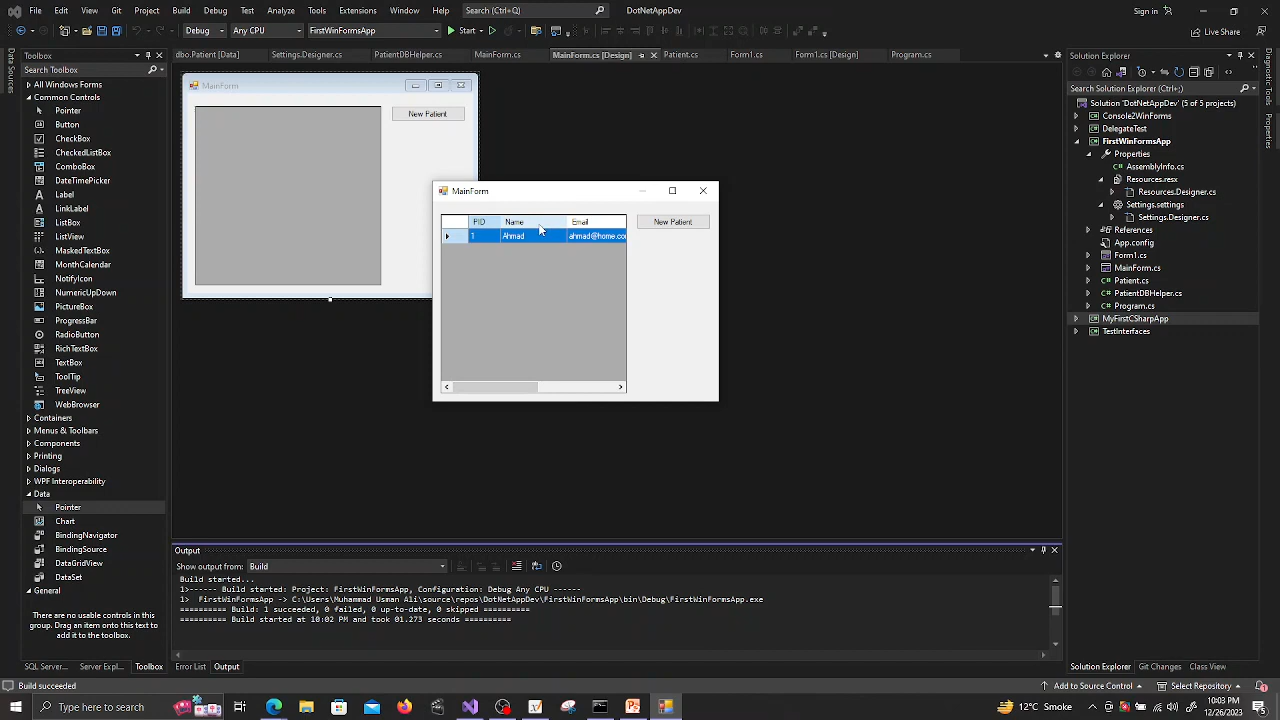 File Edit View Git Project Build Debug Test Analyze Tools Extensions Window Help Search (Ctrl+Q) DotNetAppDev Sign in
Debug Any CPU FirstWinFormsApp Start Live Share
Data Sources
Toolbox
Search Toolbox
All Windows Forms
Common Controls
Pointer
Button
CheckBox
CheckedListBox
ComboBox
DateTimePicker
Label
LinkLabel
ListBox
ListView
MaskedTextBox
MonthCalendar
NotifyIcon
NumericUpDown
PictureBox
ProgressBar
RadioButton
RichTextBox
TextBox
ToolTip
TreeView
WebBrowser
Containers
Menus & Toolbars
Components
Printing
Dialogs
WPF Interoperability
Data
Pointer
Chart
BindingNavigator
BindingSource
DataGridView
DataSet
General
There are no usable controls in this
group. Drag an item onto this text to
add it to the toolbox.
SQL Server... Server Expl... Toolbox
dbo.Patient [Data] Settings.Designer.cs PatientDBHelper.cs MainForm.cs MainForm.cs [Design] Patient.cs Form1.cs Form1.cs [Design] Program.cs
MainForm
New Patient
MainForm
PID Name Email
1 Ahmad ahmad@home.co
New Patient
Output
Show output from: Build
Build started...
1>------ Build started: Project: FirstWinFormsApp, Configuration: Debug Any CPU ------
1> FirstWinFormsApp -> C:\Users\Muhammad Usman Ali\source\repos\DotNetAppDev\FirstWinFormsApp\bin\Debug\FirstWinFormsApp.exe
========== Build: 1 succeeded, 0 failed, 0 up-to-date, 0 skipped ==========
========== Build started at 10:02 PM and took 01.273 seconds ==========
Error List Output
Solution Explorer
Search Solution Explorer (Ctrl+;)
Solution 'DotNetAppDev' (5 of 5 projects)
Console2WinForms
DelegateTest
FirstWinFormsApp
Properties
AssemblyInfo.cs
Resources.resx
Resources.Designer.cs
Settings.settings
Settings.Designer.cs
References
App.config
Form1.cs
MainForm.cs
Patient.cs
PatientDBHelper.cs
Program.cs
MyFirstCSharpApp
TestInterfaces
Solution Explorer Git Changes Class View
Properties
Build succeeded Add to Source Control Select Repository
Type here to search 12°C Smoke 10:03 PM
12/26/2023